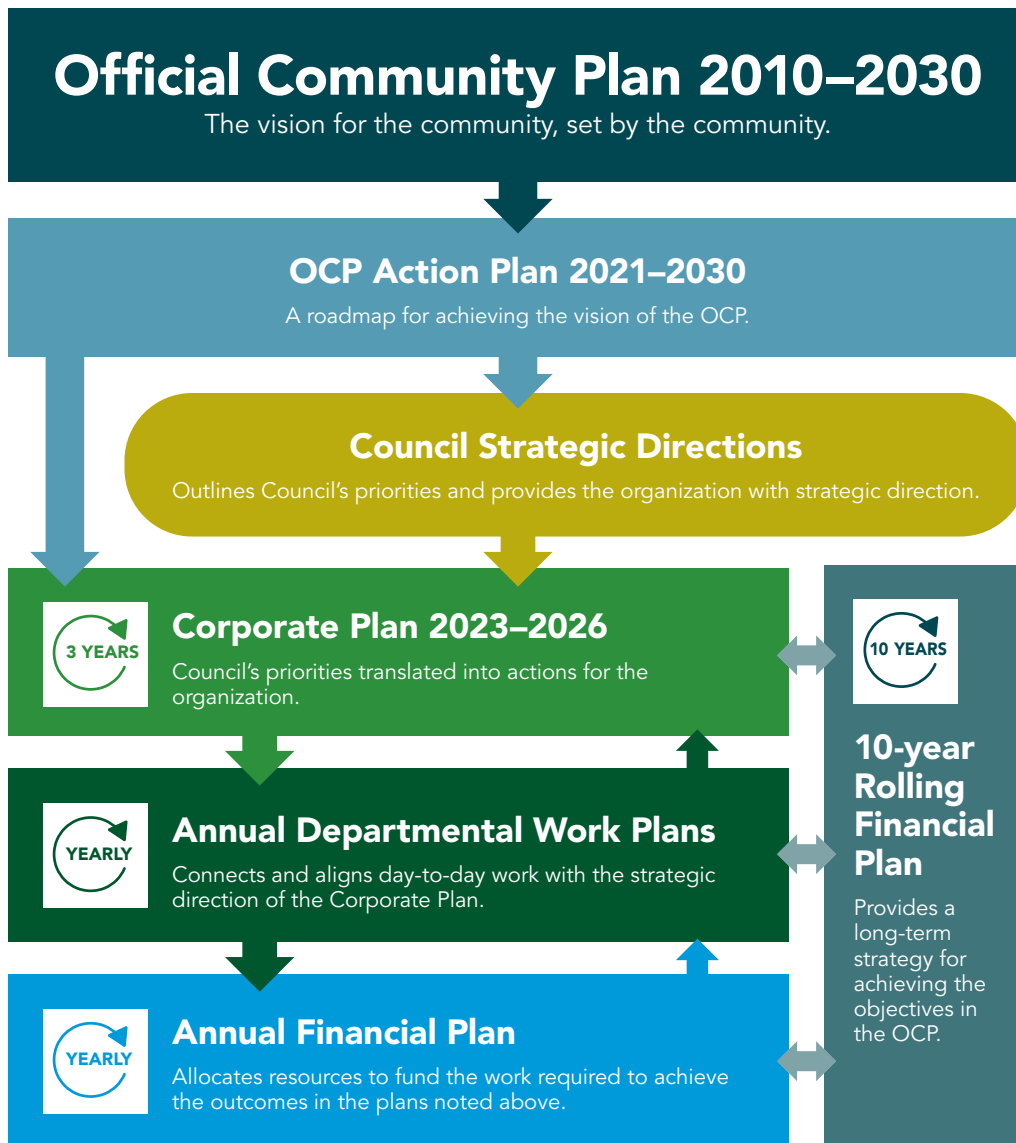 Official Community Plan 2010–2030
The vision for the community, set by the community.
OCP Action Plan 2021–2030
A roadmap for achieving the vision of the OCP.
Council Strategic Directions
Outlines Council’s priorities and provides the organization with strategic direction.
3 YEARS
Corporate Plan 2023–2026
Council’s priorities translated into actions for the
organization.
YEARLY
Annual Departmental Work Plans
Connects and aligns day-to-day work with the strategic
direction of the Corporate Plan.
YEARLY
Annual Financial Plan
Allocates resources to fund the work required to achieve
the outcomes in the plans noted above.
10 YEARS
10-year
Rolling
Financial
Plan
Provides a
long-term
strategy for
achieving the
objectives in
the OCP.